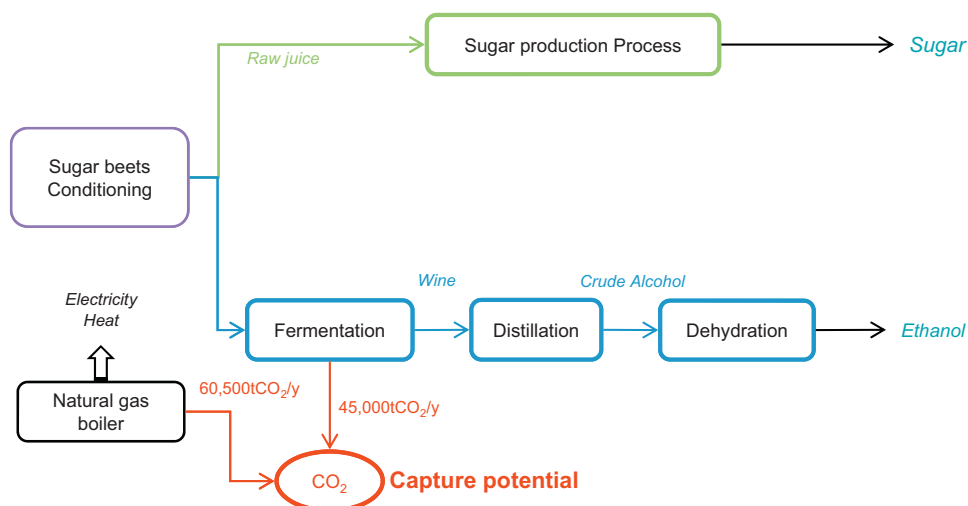 Sugar production Process
Sugar
Raw juice
Sugar beets
Conditioning
Wine
Crude Alcohol
Electricity
Heat
Fermentation
Distillation
Dehydration
Ethanol
60,500tCO₂/y
Natural gas
boiler
45,000tCO₂/y
CO₂
Capture potential